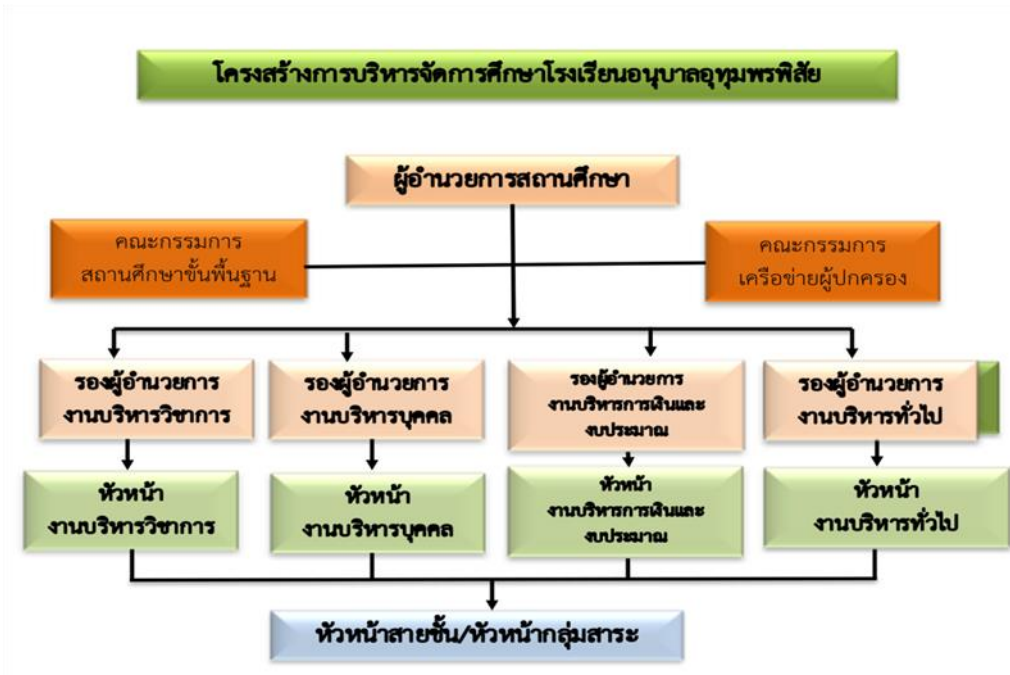 โครงสร้างการบริหารจัดการศึกษาโรงเรียนอนุบาลอุทุมพรพิสัย
ผู้อำนวยการสถานศึกษา
คณะกรรมการ
สถานศึกษาขั้นพื้นฐาน
คณะกรรมการ
เครือข่ายผู้ปกครอง
รองผู้อำนวยการ
งานบริหารวิชาการ
รองผู้อำนวยการ
งานบริหารบุคคล
รองผู้อำนวยการ
งานบริหารการเงินและ
งบประมาณ
รองผู้อำนวยการ
งานบริหารทั่วไป
หัวหน้า
งานบริหารวิชาการ
หัวหน้า
งานบริหารบุคคล
หัวหน้า
งานบริหารการเงินและ
งบประมาณ
หัวหน้า
งานบริหารทั่วไป
หัวหน้าสายชั้น/หัวหน้ากลุ่มสาระ